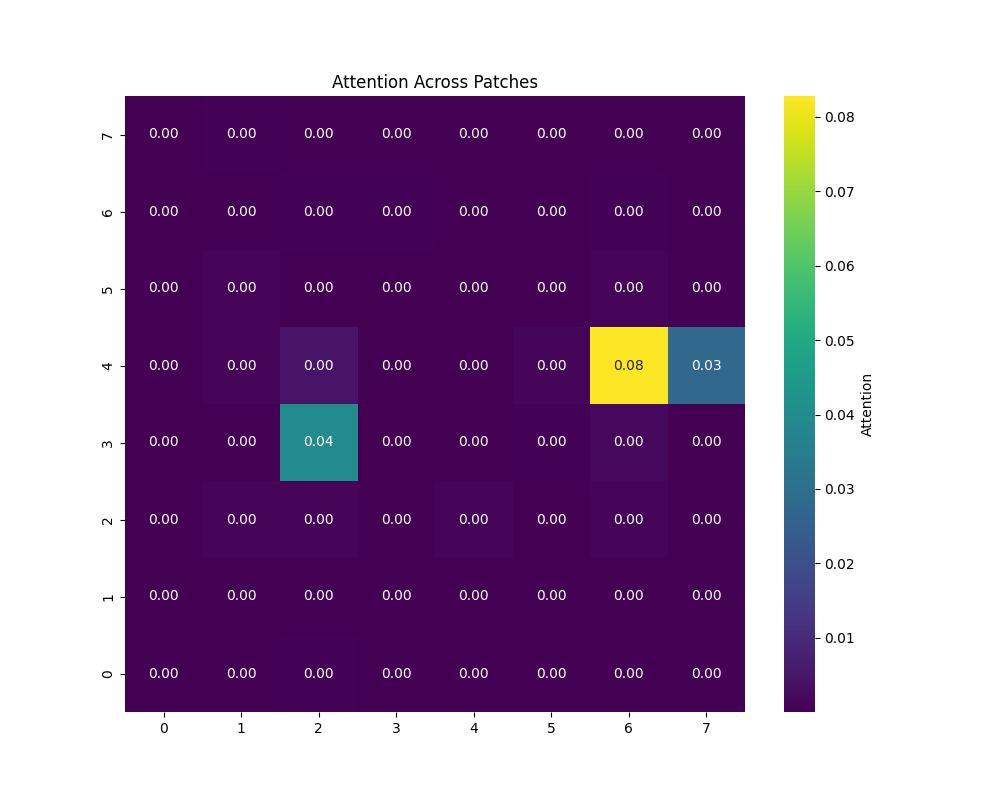 Attention Across Patches
7 0.00 0.00 0.00 0.00 0.00 0.00 0.00 0.00
6 0.00 0.00 0.00 0.00 0.00 0.00 0.00 0.00
5 0.00 0.00 0.00 0.00 0.00 0.00 0.00 0.00
4 0.00 0.00 0.00 0.00 0.00 0.00 0.08 0.03
3 0.00 0.00 0.04 0.00 0.00 0.00 0.00 0.00
2 0.00 0.00 0.00 0.00 0.00 0.00 0.00 0.00
1 0.00 0.00 0.00 0.00 0.00 0.00 0.00 0.00
0 0.00 0.00 0.00 0.00 0.00 0.00 0.00 0.00
0 1 2 3 4 5 6 7
0.08
0.07
0.06
0.05
0.04
0.03
0.02
0.01
Attention